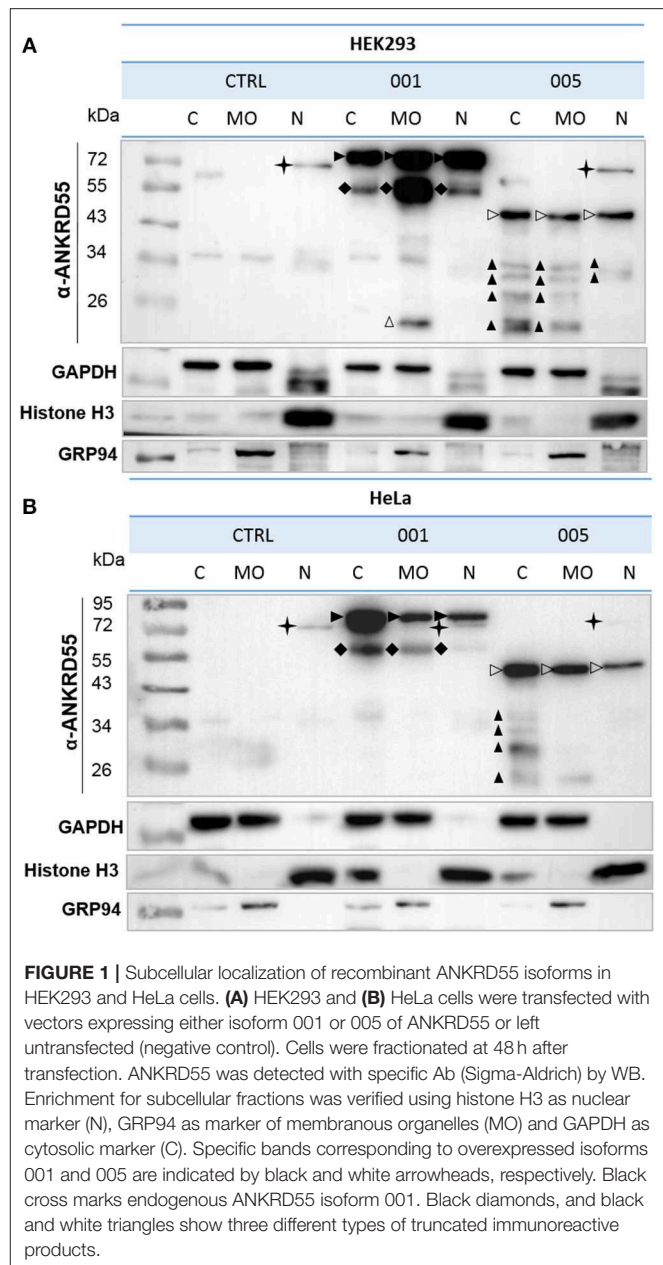 A
HEK293
CTRL 001 005
kDa C MO N C MO N C MO N
72
55
43
34
26
α-ANKRD55
GAPDH
Histone H3
GRP94
B
HeLa
CTRL 001 005
kDa C MO N C MO N C MO N
95
72
55
43
34
26
α-ANKRD55
GAPDH
Histone H3
GRP94
FIGURE 1 | Subcellular localization of recombinant ANKRD55 isoforms in
HEK293 and HeLa cells. (A) HEK293 and (B) HeLa cells were transfected with
vectors expressing either isoform 001 or 005 of ANKRD55 or left
untransfected (negative control). Cells were fractionated at 48 h after
transfection. ANKRD55 was detected with specific Ab (Sigma-Aldrich) by WB.
Enrichment for subcellular fractions was verified using histone H3 as nuclear
marker (N), GRP94 as marker of membranous organelles (MO) and GAPDH as
cytosolic marker (C). Specific bands corresponding to overexpressed isoforms
001 and 005 are indicated by black and white arrowheads, respectively. Black
cross marks endogenous ANKRD55 isoform 001. Black diamonds, and black
and white triangles show three different types of truncated immunoreactive
products.